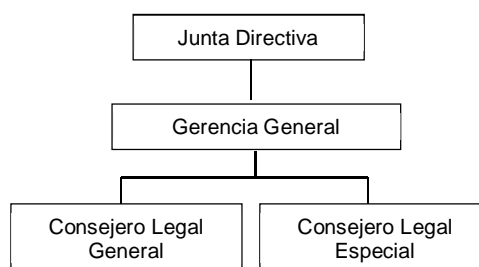 Junta Directiva
Gerencia General
Consejero Legal
General
Consejero Legal
Especial